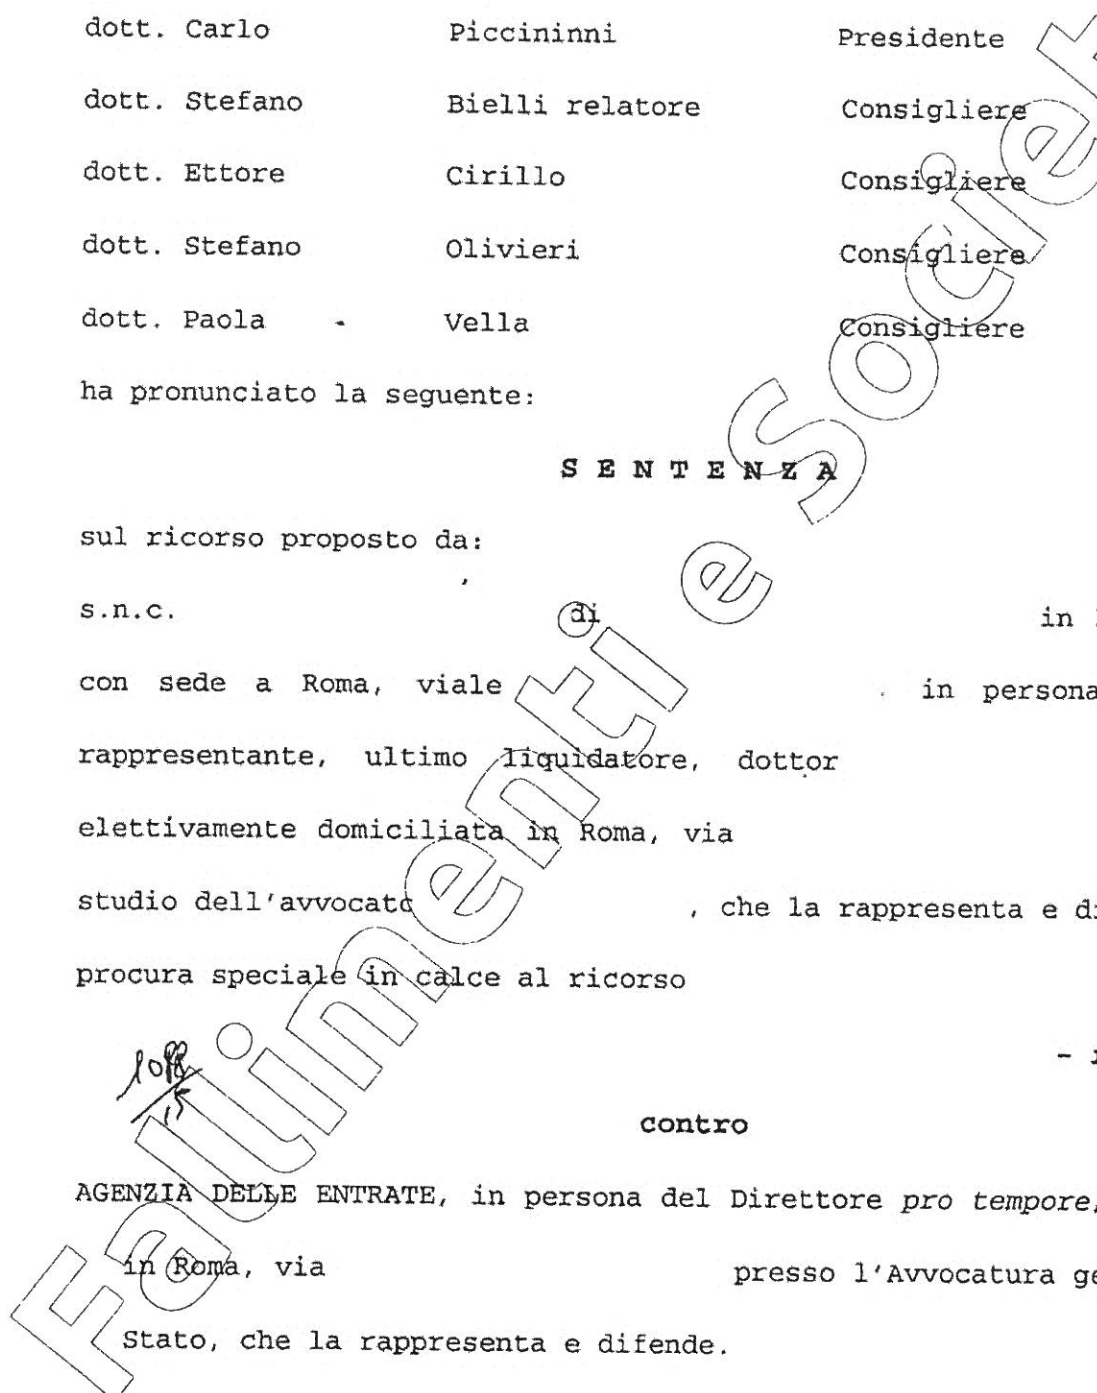 dott. Carlo Piccininni Presidente
dott. Stefano Bielli relatore Consigliere
dott. Ettore Cirillo Consigliere
dott. Stefano Olivieri Consigliere
dott. Paola Vella Consigliere
ha pronunciato la seguente:
S E N T E N Z A
sul ricorso proposto da:
s.n.c. di in
con sede a Roma, viale in persona
rappresentante, ultimo liquidatore, dottor
elettivamente domiciliata in Roma, via
studio dell'avvocato , che la rappresenta e di
procura speciale in calce al ricorso
-
contro
AGENZIA DELLE ENTRATE, in persona del Direttore pro tempore,
in Roma, via presso l'Avvocatura ge
Stato, che la rappresenta e difende.
Fallimenti e Societ